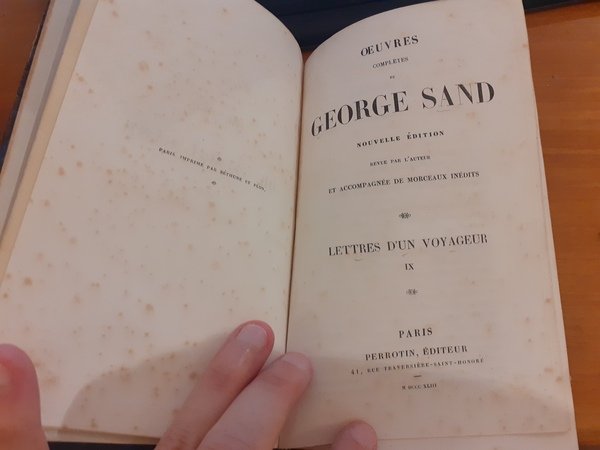 PARIS, IMPRIMÉ PAR BÉTHUNE ET PLON.
OEUVRES
COMPLÈTES
DE
GEORGE SAND
NOUVELLE ÉDITION
REVUE PAR L'AUTEUR
ET ACCOMPAGNÉE DE MORCEAUX INÉDITS
LETTRES D'UN VOYAGEUR
IX
PARIS
PERROTIN, ÉDITEUR
41, RUE TRAVERSIÈRE-SAINT-HONORÉ
M DCCC XLIII